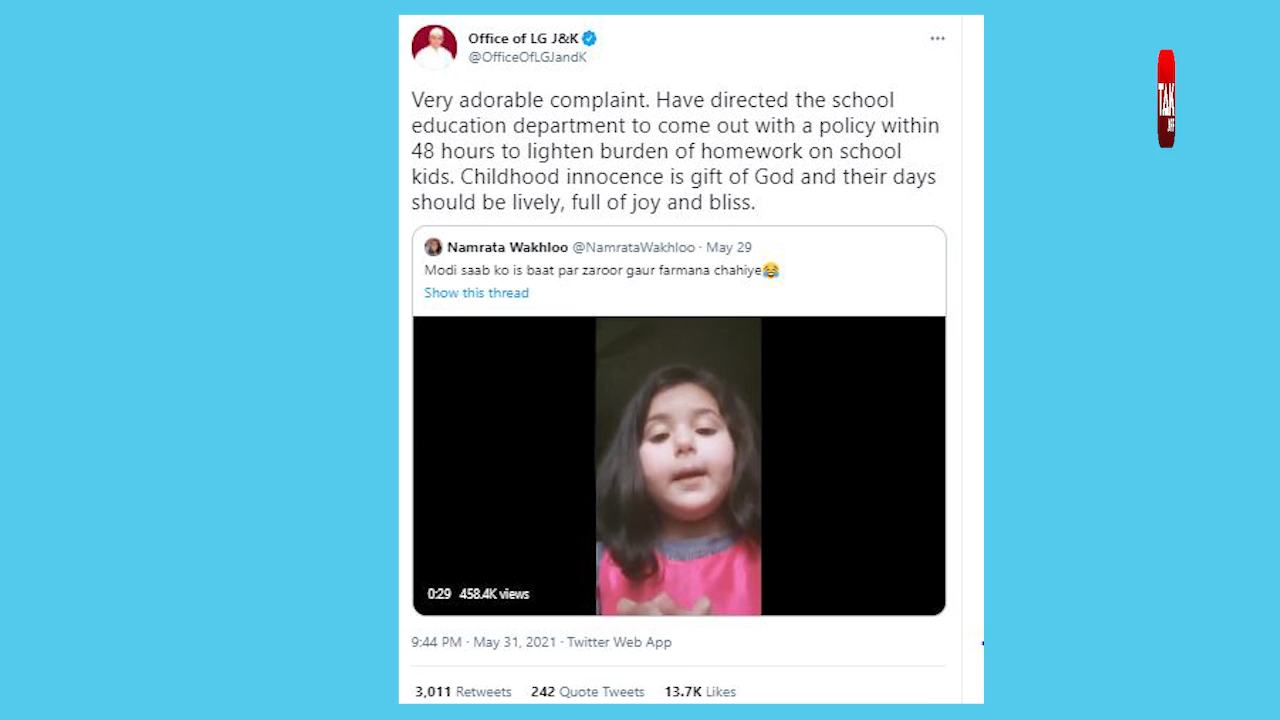 Office of LG J&K
@OfficeOfLGJandK
Very adorable complaint. Have directed the school
education department to come out with a policy within
48 hours to lighten burden of homework on school
kids. Childhood innocence is gift of God and their days
should be lively, full of joy and bliss.
Namrata Wakhloo @NamrataWakhloo · May 29
Modi saab ko is baat par zaroor gaur farmana chahiye😂
Show this thread
0:29 458.4K views
9:44 PM · May 31, 2021 · Twitter Web App
3,011 Retweets 242 Quote Tweets 13.7K Likes
TAK